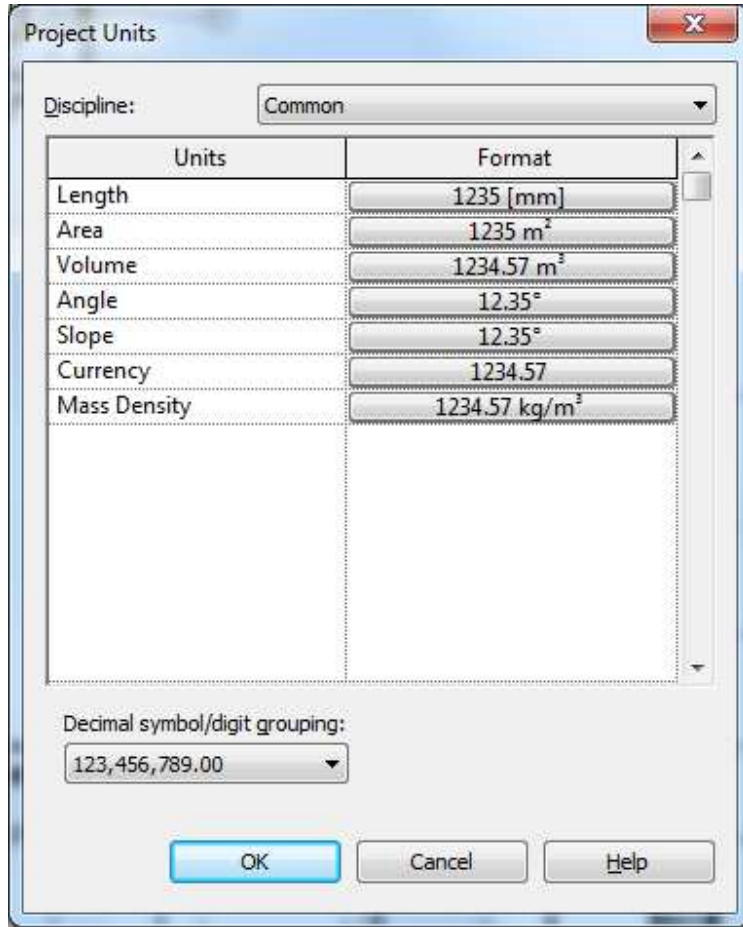 Project Units
Discipline: Common
Units Format
Length 1235 [mm]
Area 1235 m²
Volume 1234.57 m³
Angle 12.35°
Slope 12.35°
Currency 1234.57
Mass Density 1234.57 kg/m³
Decimal symbol/digit grouping:
123,456,789.00
OK Cancel Help